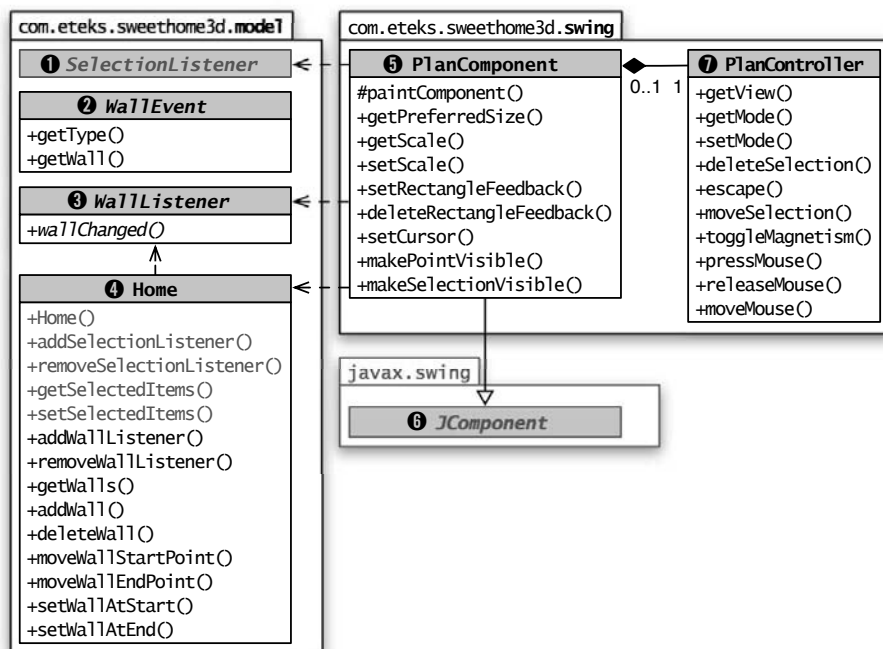 com.eteks.sweethome3d.model
❶ SelectionListener
❷ WallEvent
+getType()
+getWall()
❸ WallListener
+wallChanged()
❹ Home
+Home()
+addSelectionListener()
+removeSelectionListener()
+getSelectedItems()
+setSelectedItems()
+addWallListener()
+removeWallListener()
+getWalls()
+addWall()
+deleteWall()
+moveWallStartPoint()
+moveWallEndPoint()
+setWallAtStart()
+setWallAtEnd()
com.eteks.sweethome3d.swing
❺ PlanComponent
#paintComponent()
+getPreferredSize()
+getScale()
+setScale()
+setRectangleFeedback()
+deleteRectangleFeedback()
+setCursor()
+makePointVisible()
+makeSelectionVisible()
0..1 1
❼ PlanController
+getView()
+getMode()
+setMode()
+deleteSelection()
+escape()
+moveSelection()
+toggleMagnetism()
+pressMouse()
+releaseMouse()
+moveMouse()
javax.swing
❻ JComponent